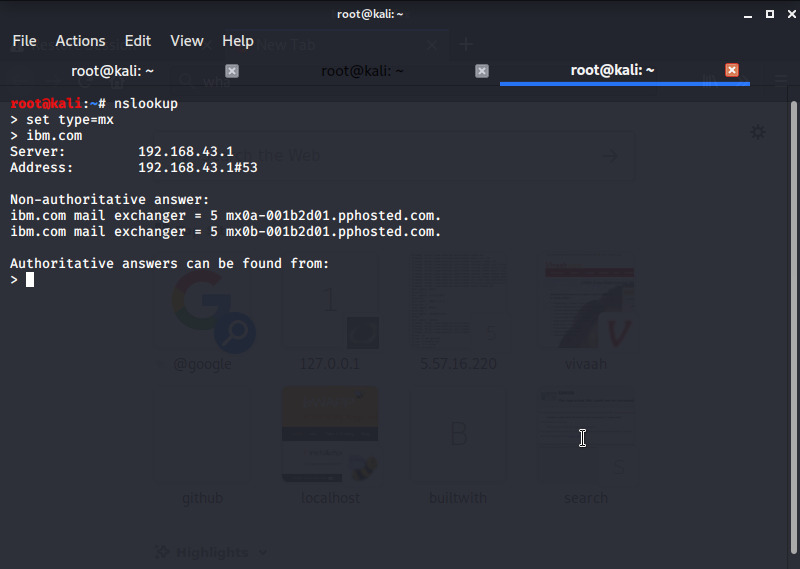 root@kali: ~
File Actions Edit View Help
New Tab
root@kali: ~ root@kali: ~ root@kali: ~
root@kali:~# nslookup
> set type=mx
> ibm.com
Server: 192.168.43.1
Address: 192.168.43.1#53
the Web
Non-authoritative answer:
ibm.com mail exchanger = 5 mx0a-001b2d01.pphosted.com.
ibm.com mail exchanger = 5 mx0b-001b2d01.pphosted.com.
Authoritative answers can be found from:
>
G 1
@google 127.0.0.1 5.57.16.220 vivaah
B
github localhost builtwith search
Highlights